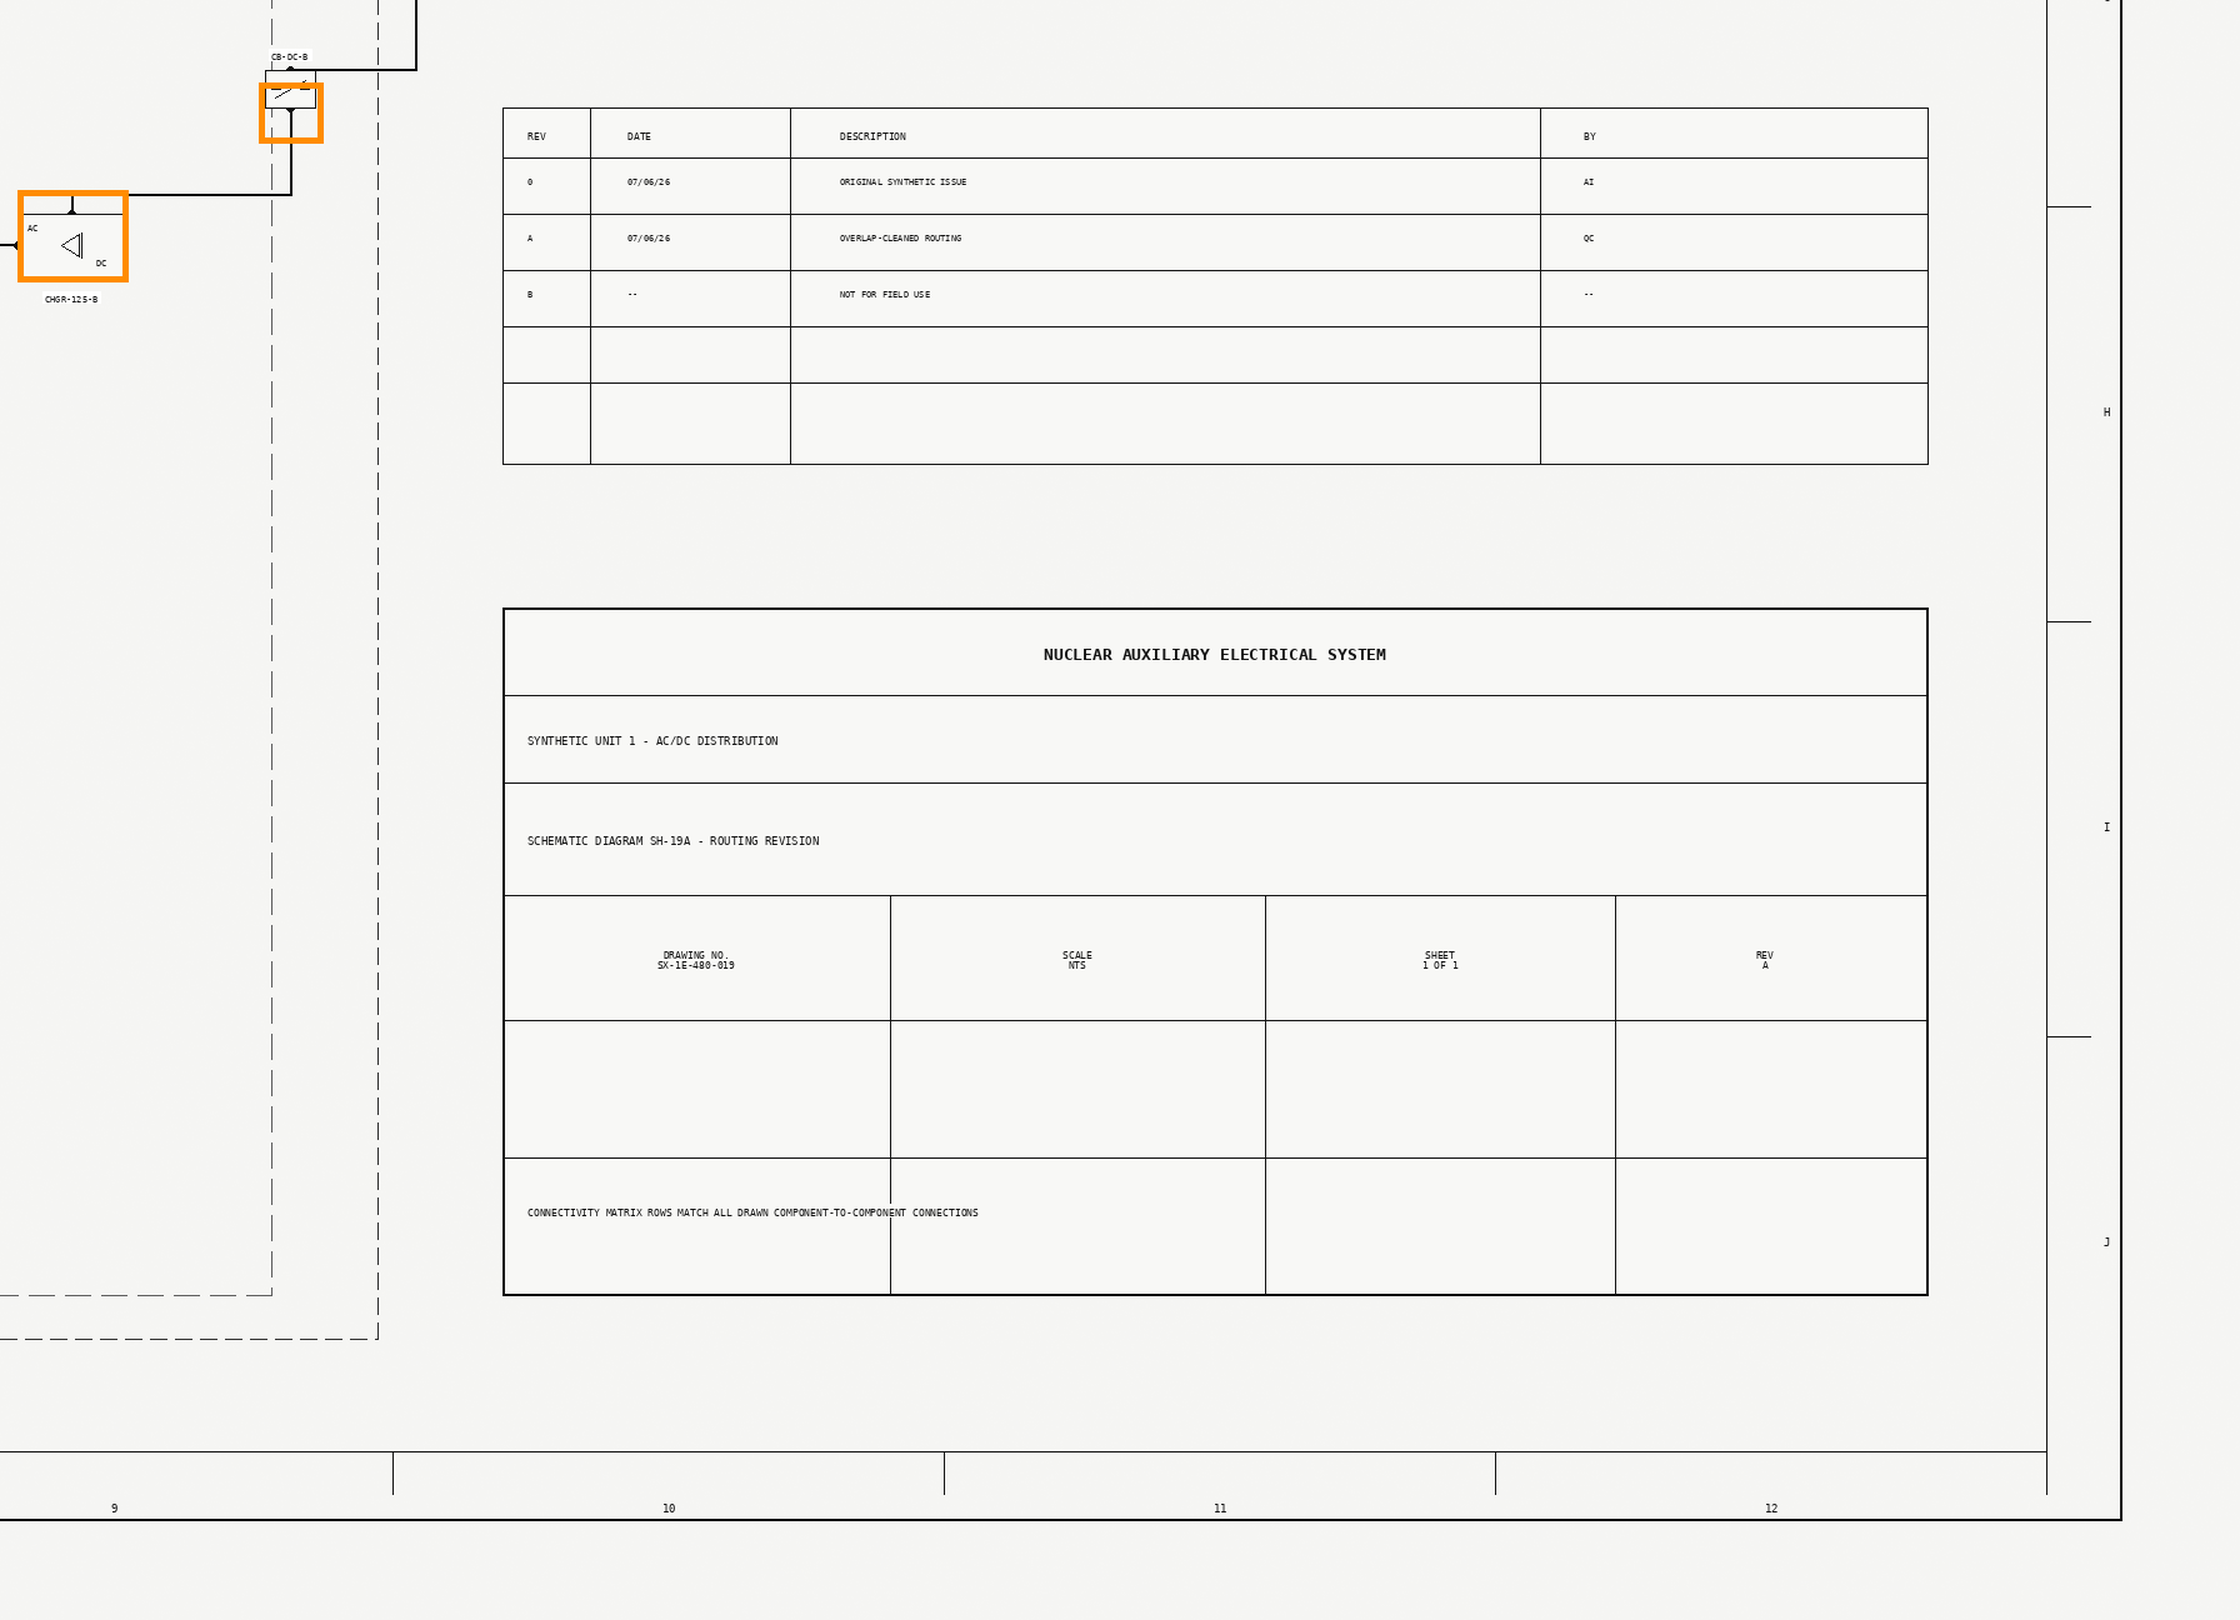 CB-DC-B
AC
DC
CHGR-125-B
REV DATE DESCRIPTION BY
0 07/06/26 ORIGINAL SYNTHETIC ISSUE AI
A 07/06/26 OVERLAP-CLEANED ROUTING QC
B -- NOT FOR FIELD USE --
H
NUCLEAR AUXILIARY ELECTRICAL SYSTEM
SYNTHETIC UNIT 1 - AC/DC DISTRIBUTION
I
SCHEMATIC DIAGRAM SH-19A - ROUTING REVISION
DRAWING NO. SCALE SHEET REV
SX-1E-480-019 NTS 1 OF 1 A
CONNECTIVITY MATRIX ROWS MATCH ALL DRAWN COMPONENT-TO-COMPONENT CONNECTIONS
J
9 10 11 12